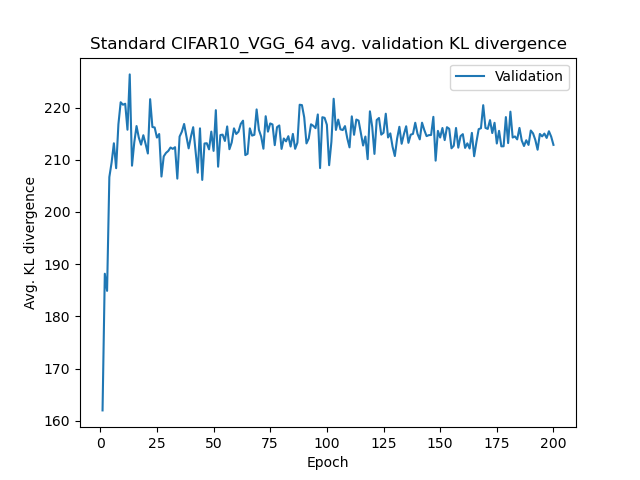 Standard CIFAR10_VGG_64 avg. validation KL divergence
Validation
Avg. KL divergence
220
210
200
190
180
170
160
0 25 50 75 100 125 150 175 200
Epoch